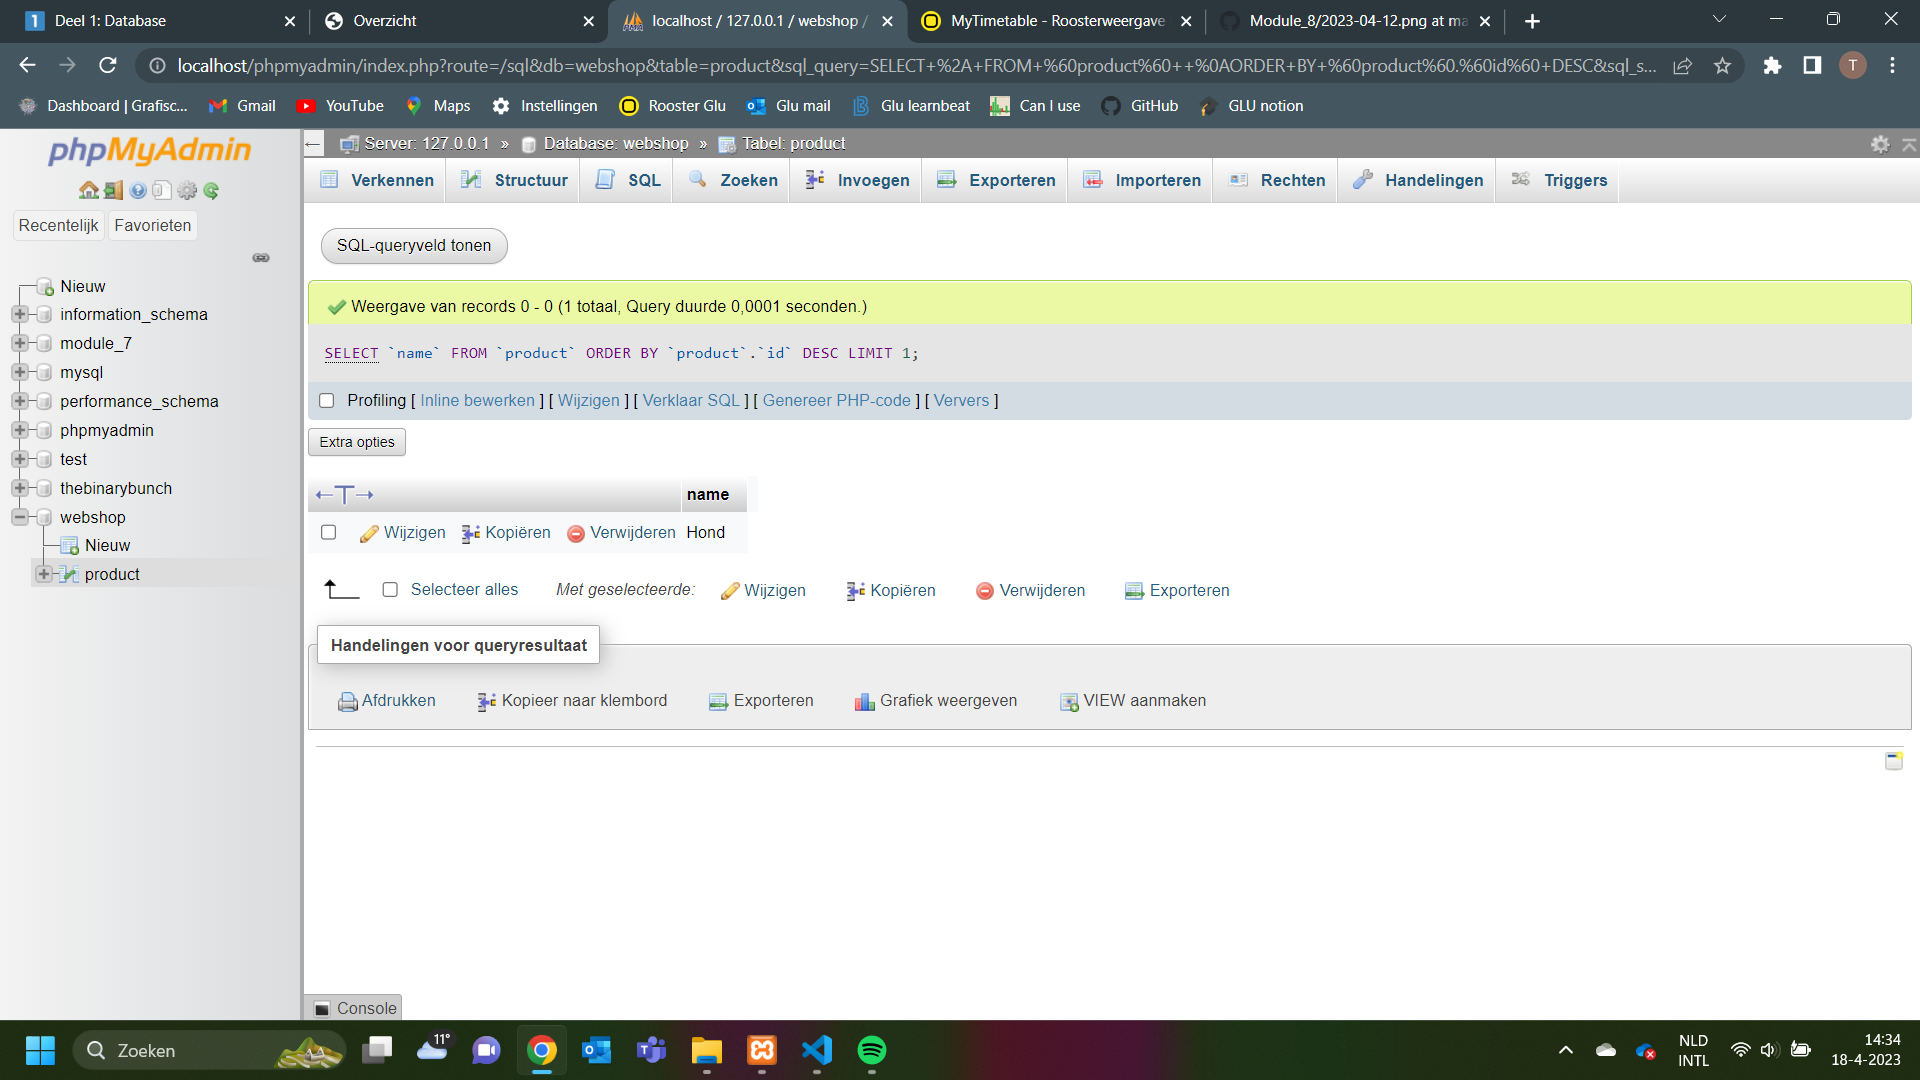 1 Deel 1: Database
Overzicht
localhost / 127.0.0.1 / webshop /
MyTimetable - Roosterweergave
Module_8/2023-04-12.png at ma
localhost/phpmyadmin/index.php?route=/sql&db=webshop&table=product&sql_query=SELECT+%2A+FROM+%60product%60++%0AORDER+BY+%60product%60.%60id%60+DESC&sql_s...
T
Dashboard | Grafisc...
Gmail
YouTube
Maps
Instellingen
Rooster Glu
Glu mail
Glu learnbeat
Can I use
GitHub
GLU notion
phpMyAdmin
Recentelijk
Favorieten
Nieuw
information_schema
module_7
mysql
performance_schema
phpmyadmin
test
thebinarybunch
webshop
Nieuw
product
Server: 127.0.0.1 » Database: webshop » Tabel: product
Verkennen
Structuur
SQL
Zoeken
Invoegen
Exporteren
Importeren
Rechten
Handelingen
Triggers
SQL-queryveld tonen
Weergave van records 0 - 0 (1 totaal, Query duurde 0,0001 seconden.)
SELECT `name` FROM `product` ORDER BY `product`.`id` DESC LIMIT 1;
Profiling [ Inline bewerken ] [ Wijzigen ] [ Verklaar SQL ] [ Genereer PHP-code ] [ Ververs ]
Extra opties
←T→ name
Wijzigen Kopiëren Verwijderen Hond
Selecteer alles Met geselecteerde: Wijzigen Kopiëren Verwijderen Exporteren
Handelingen voor queryresultaat
Afdrukken Kopieer naar klembord Exporteren Grafiek weergeven VIEW aanmaken
Console
Zoeken
11°
NLD
INTL
14:34
18-4-2023